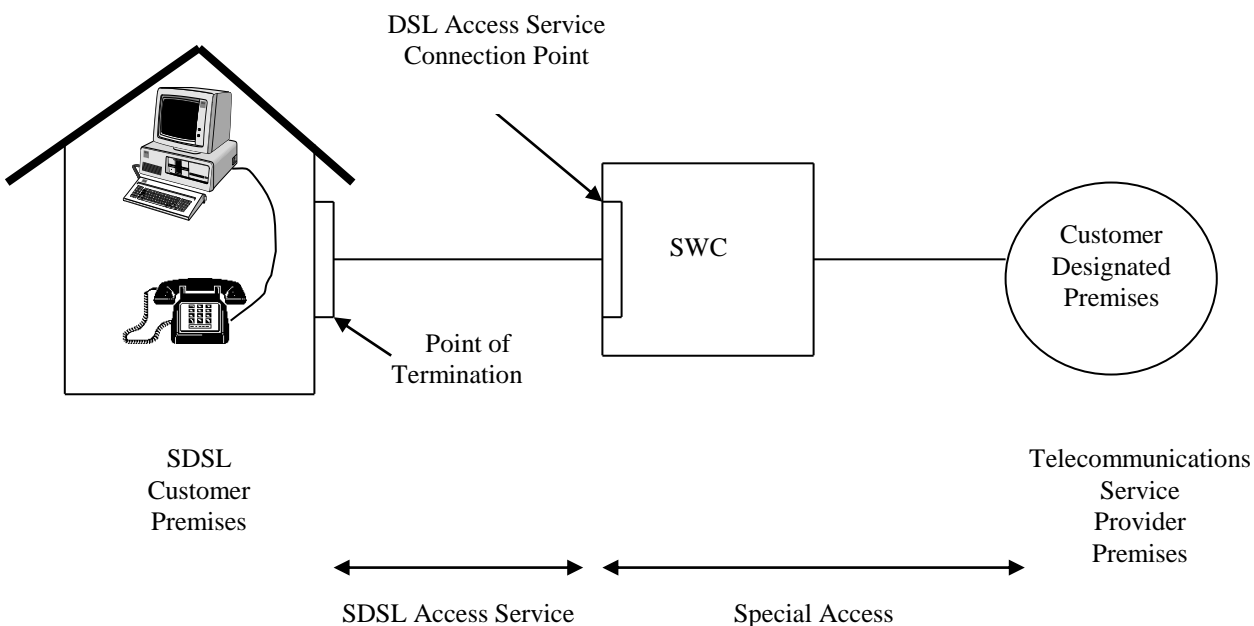 DSL Access Service
Connection Point
SWC
Customer
Designated
Premises
Point of
Termination
SDSL
Customer
Premises
Telecommunications
Service
Provider
Premises
SDSL Access Service
Special Access